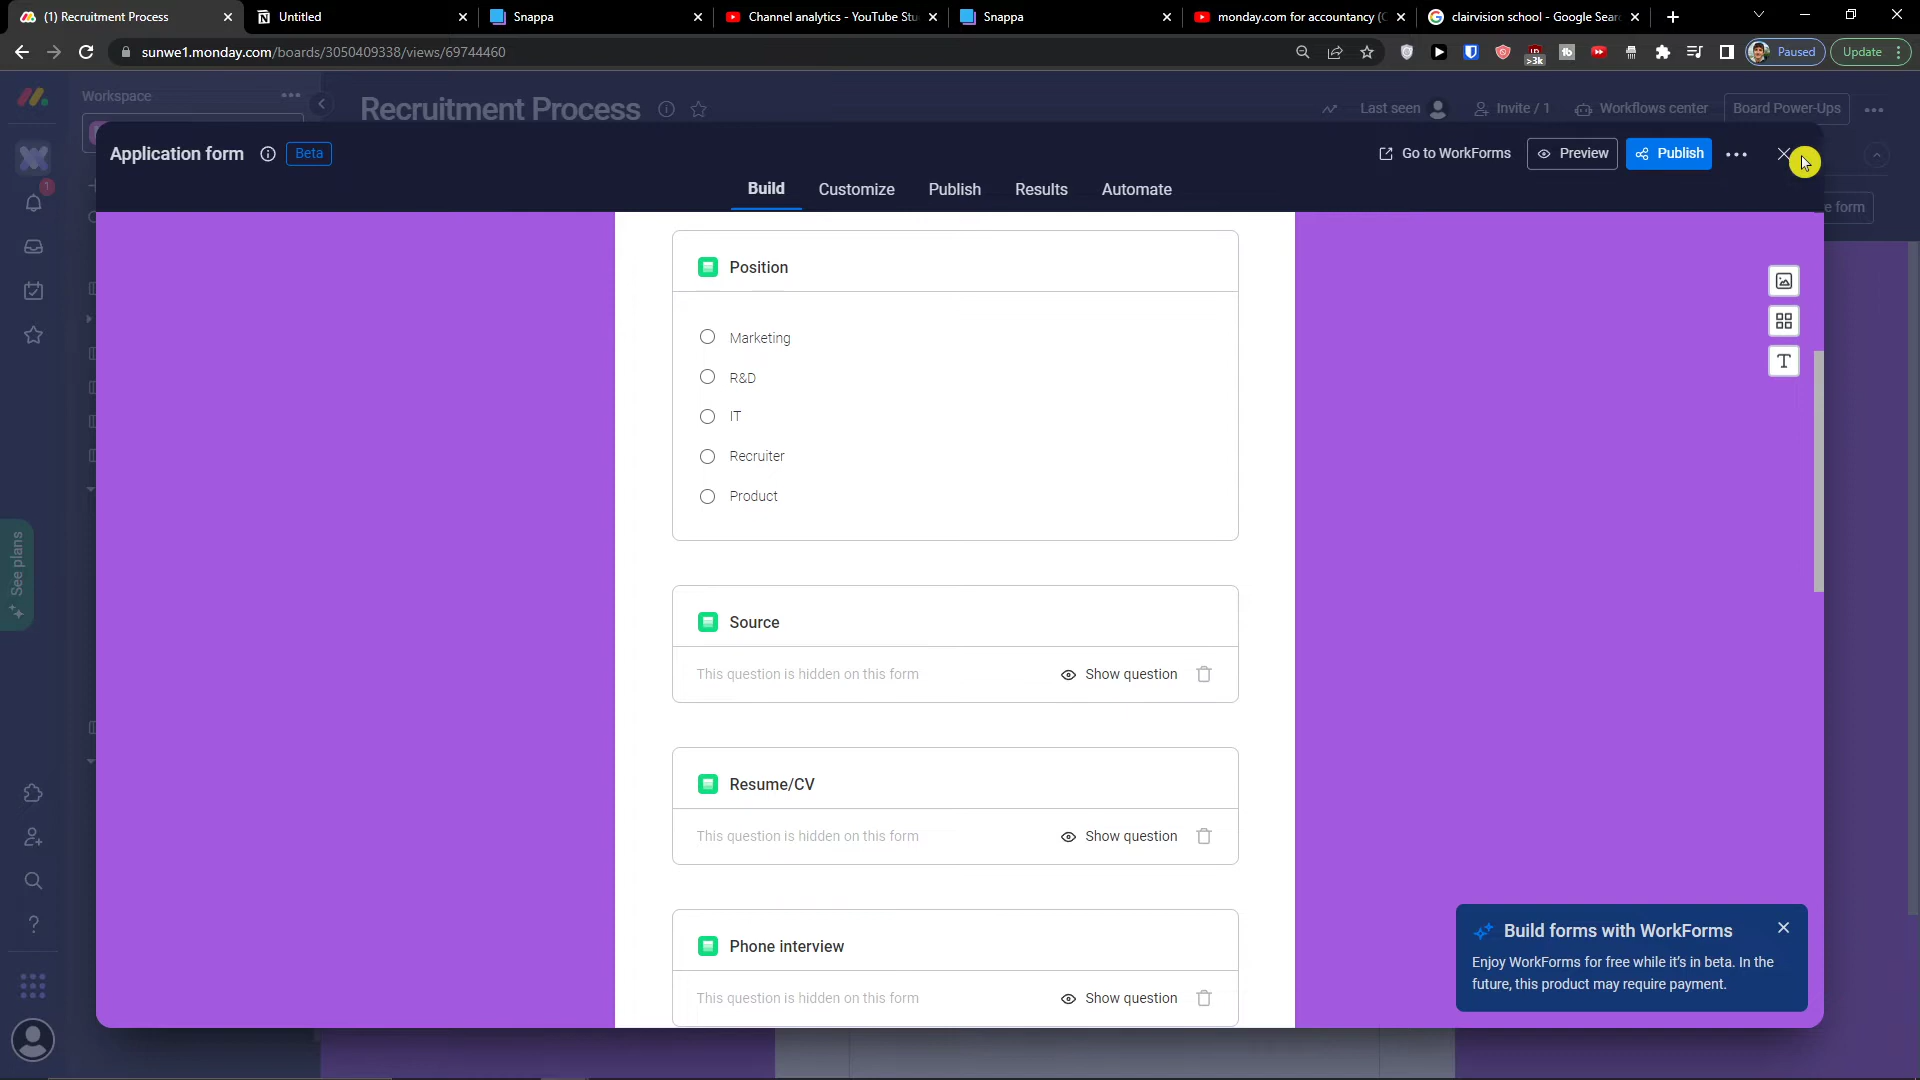 (1) Recruitment Process
Untitled
Snappa
Channel analytics - YouTube Stu
Snappa
monday.com for accountancy (
clairvision school - Google Sear
sunwe1.monday.com/boards/3050409338/views/69744460
>3k
Paused
Update
Workspace
Recruitment Process
Last seen
Invite / 1
Workflows center
Board Power-Ups
Application form
Beta
Go to WorkForms
Preview
Publish
Build
Customize
Publish
Results
Automate
e form
1
Position
Marketing
R&D
IT
Recruiter
Product
See plans
Source
This question is hidden on this form
Show question
Resume/CV
This question is hidden on this form
Show question
Phone interview
This question is hidden on this form
Show question
Build forms with WorkForms
Enjoy WorkForms for free while it's in beta. In the
future, this product may require payment.